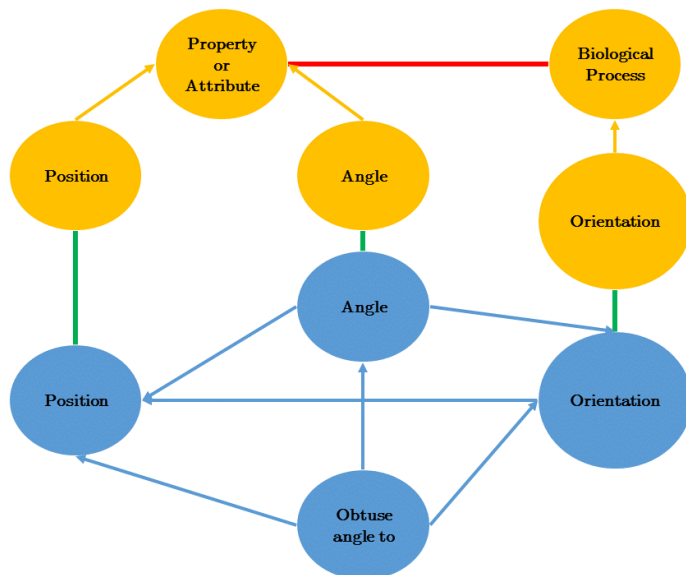 Property
or
Attribute
Biological
Process
Position
Angle
Orientation
Angle
Position
Orientation
Obtuse
angle to